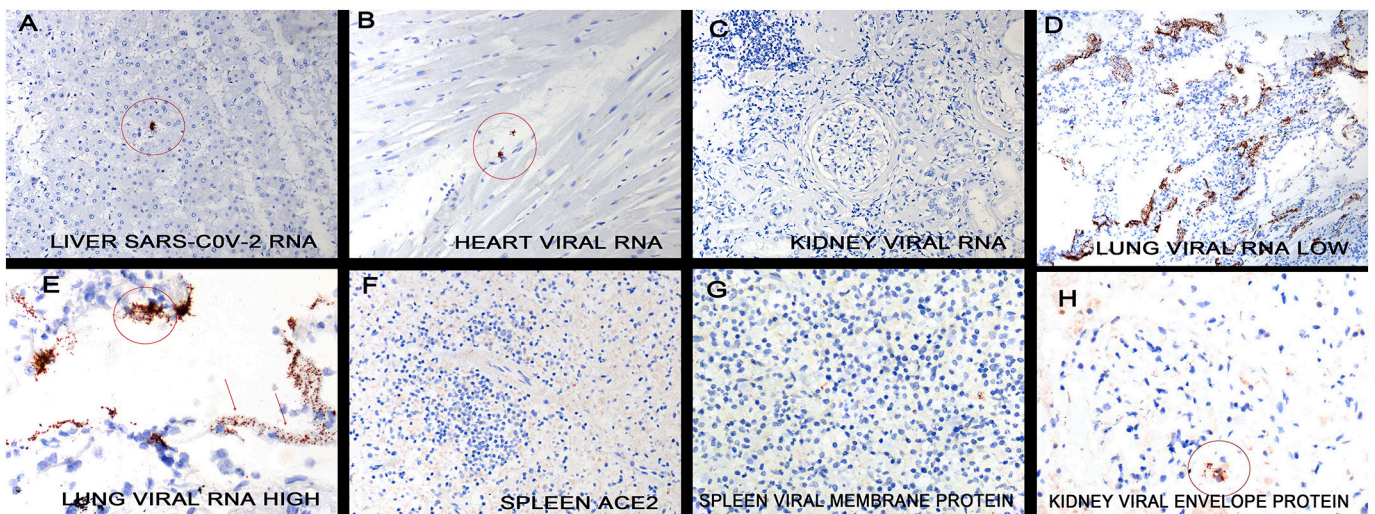 A
LIVER SARS-C0V-2 RNA
B
HEART VIRAL RNA
C
KIDNEY VIRAL RNA
D
LUNG VIRAL RNA LOW
E
LUNG VIRAL RNA HIGH
F
SPLEEN ACE2
G
SPLEEN VIRAL MEMBRANE PROTEIN
H
KIDNEY VIRAL ENVELOPE PROTEIN